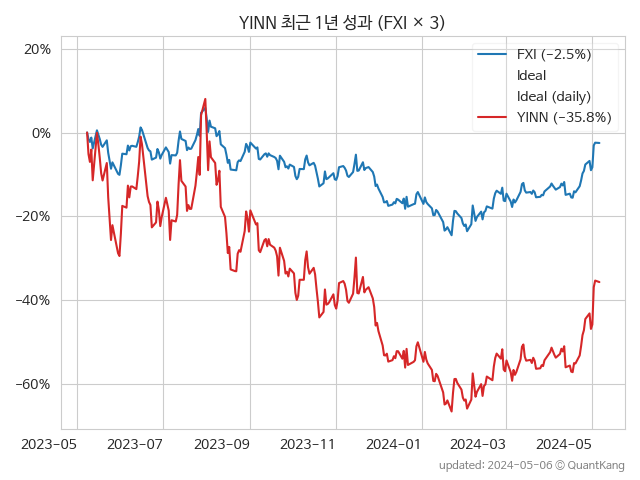 YINN 최근 1년 성과 (FXI × 3)
20%
0%
−20%
−40%
−60%
FXI (−2.5%)
Ideal
Ideal (daily)
YINN (−35.8%)
2023-05 2023-07 2023-09 2023-11 2024-01 2024-03 2024-05
updated: 2024-05-06 © QuantKang